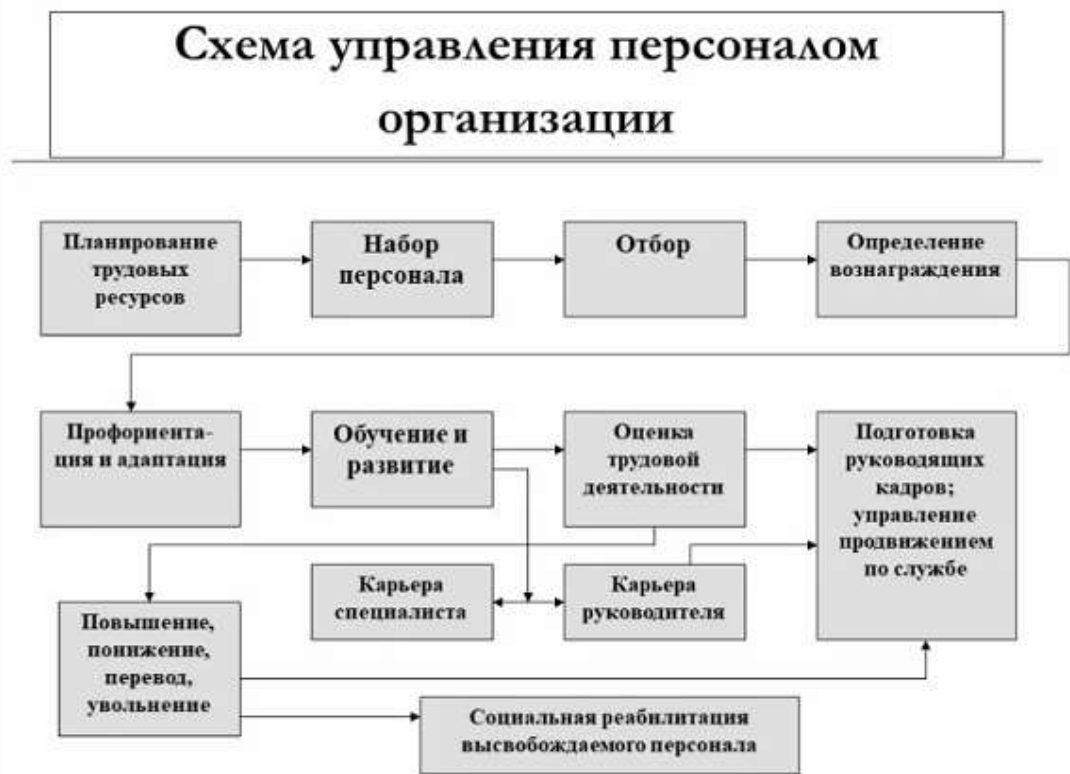 Схема управления персоналом
организации
Планирование
трудовых
ресурсов
Набор
персонала
Отбор
Определение
вознаграждения
Профориента-
ция и адаптация
Обучение и
развитие
Оценка
трудовой
деятельности
Подготовка
руководящих
кадров;
управление
продвижением
по службе
Карьера
специалиста
Карьера
руководителя
Повышение,
понижение,
перевод,
увольнение
Социальная реабилитация
высвобождаемого персонала